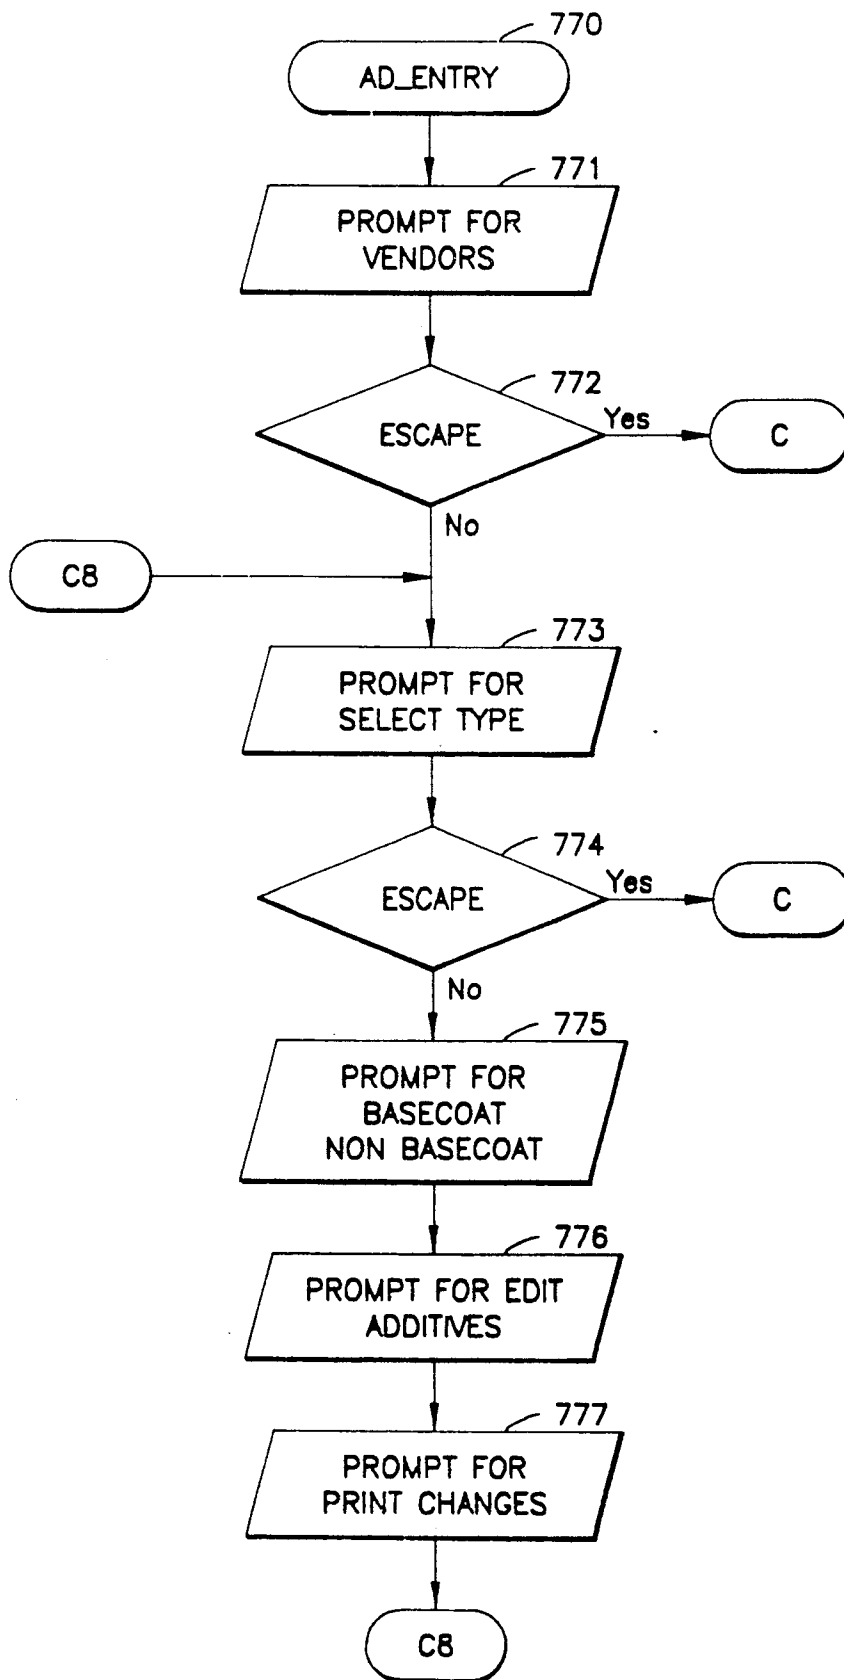 770
AD_ENTRY
771
PROMPT FOR
VENDORS
772
ESCAPE
Yes
C
No
C8
773
PROMPT FOR
SELECT TYPE
774
ESCAPE
Yes
C
No
775
PROMPT FOR
BASECOAT
NON BASECOAT
776
PROMPT FOR EDIT
ADDITIVES
777
PROMPT FOR
PRINT CHANGES
C8